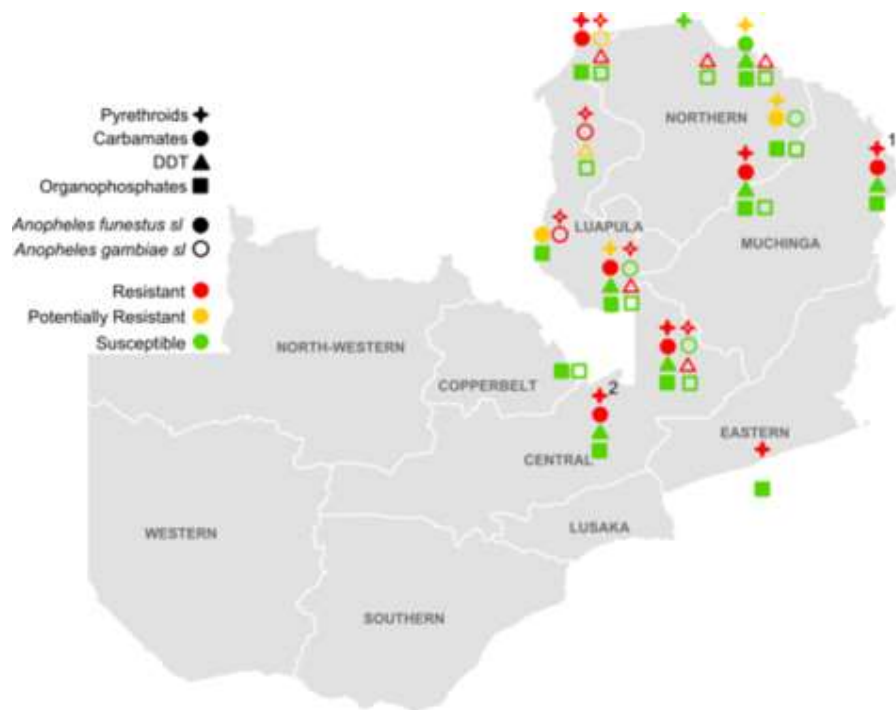 Pyrethroids
Carbamates
DDT
Organophosphates
Anopheles funestus sl
Anopheles gambiae sl
Resistant
Potentially Resistant
Susceptible
NORTHERN
1
LUAPULA
MUCHINGA
NORTH-WESTERN
COPPERBELT
2
EASTERN
CENTRAL
WESTERN
LUSAKA
SOUTHERN